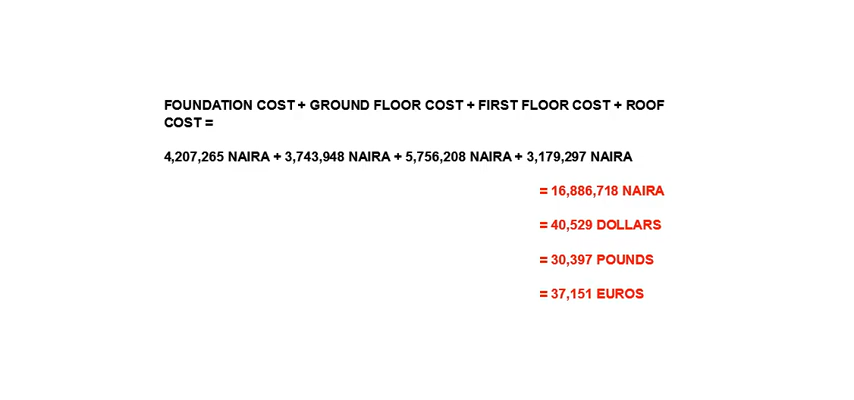 FOUNDATION COST + GROUND FLOOR COST + FIRST FLOOR COST + ROOF
COST =
4,207,265 NAIRA + 3,743,948 NAIRA + 5,756,208 NAIRA + 3,179,297 NAIRA
= 16,886,718 NAIRA
= 40,529 DOLLARS
= 30,397 POUNDS
= 37,151 EUROS